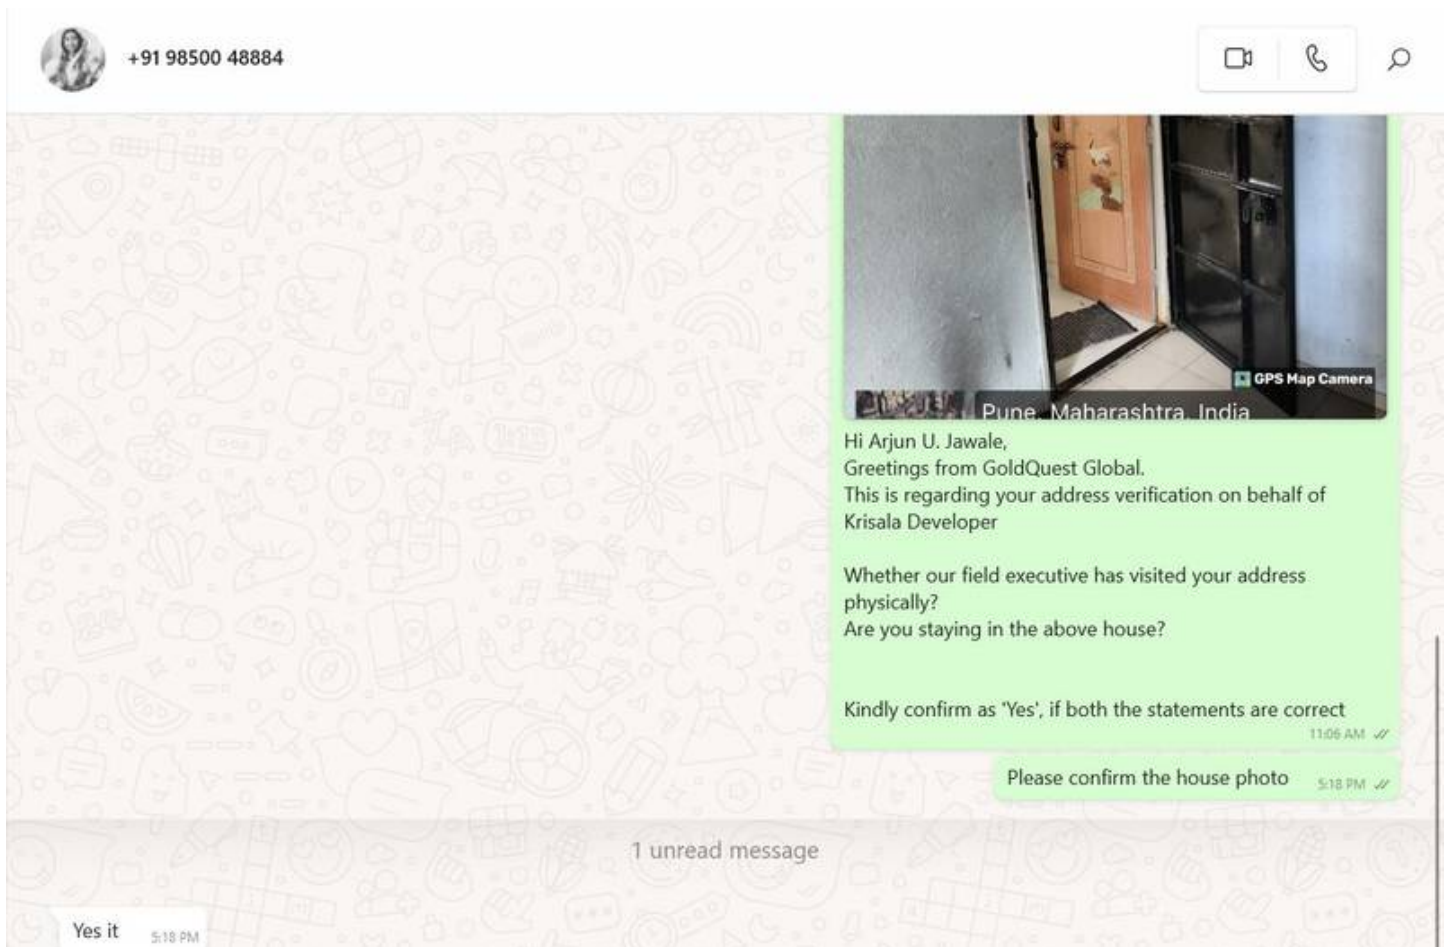 +91 98500 48884
GPS Map Camera
Pune, Maharashtra, India
Hi Arjun U. Jawale,
Greetings from GoldQuest Global.
This is regarding your address verification on behalf of
Krisala Developer
Whether our field executive has visited your address
physically?
Are you staying in the above house?
Kindly confirm as 'Yes', if both the statements are correct
11:06 AM
Please confirm the house photo
5:18 PM
1 unread message
Yes it
5:18 PM